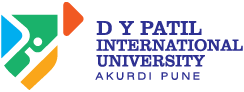 D Y PATIL
INTERNATIONAL
UNIVERSITY
AKURDI PUNE